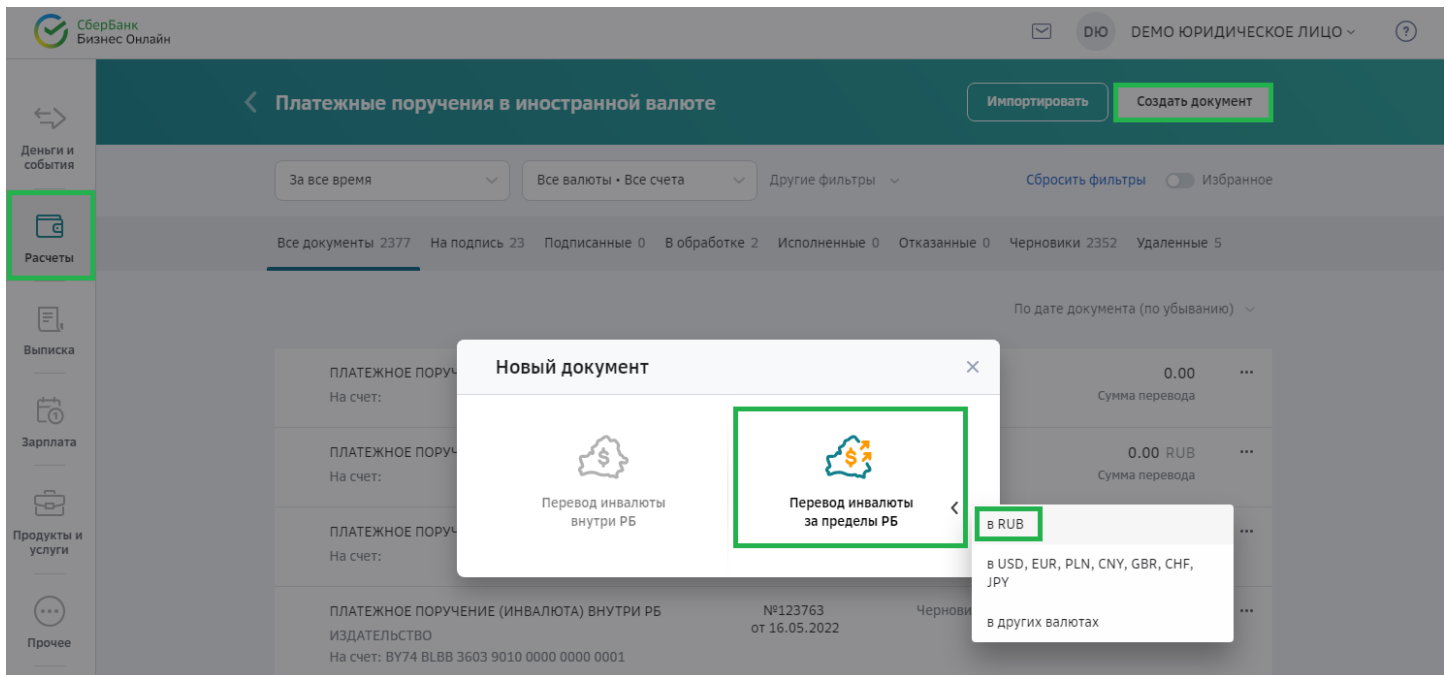 СберБанк
Бизнес Онлайн
DЮ
DEMO ЮРИДИЧЕСКОЕ ЛИЦО
?
Платежные поручения в иностранной валюте
Импортировать
Создать документ
Деньги и
события
За все время
Все валюты • Все счета
Другие фильтры
Сбросить фильтры
Избранное
Расчеты
Все документы 2377
На подпись 23
Подписанные 0
В обработке 2
Исполненные 0
Отказанные 0
Черновики 2352
Удаленные 5
По дате документа (по убыванию)
Выписка
Зарплата
Продукты и
услуги
Прочее
Новый документ
Перевод инвалюты
внутри РБ
Перевод инвалюты
за пределы РБ
в RUB
в USD, EUR, PLN, CNY, GBR, CHF,
JPY
в других валютах
ПЛАТЕЖНОЕ ПОРУЧ
На счет:
0.00
Сумма перевода
ПЛАТЕЖНОЕ ПОРУЧ
На счет:
0.00 RUB
Сумма перевода
ПЛАТЕЖНОЕ ПОРУЧ
На счет:
ПЛАТЕЖНОЕ ПОРУЧЕНИЕ (ИНВАЛЮТА) ВНУТРИ РБ
ИЗДАТЕЛЬСТВО
На счет: BY74 BLBB 3603 9010 0000 0000 0001
№123763
от 16.05.2022
Чернови